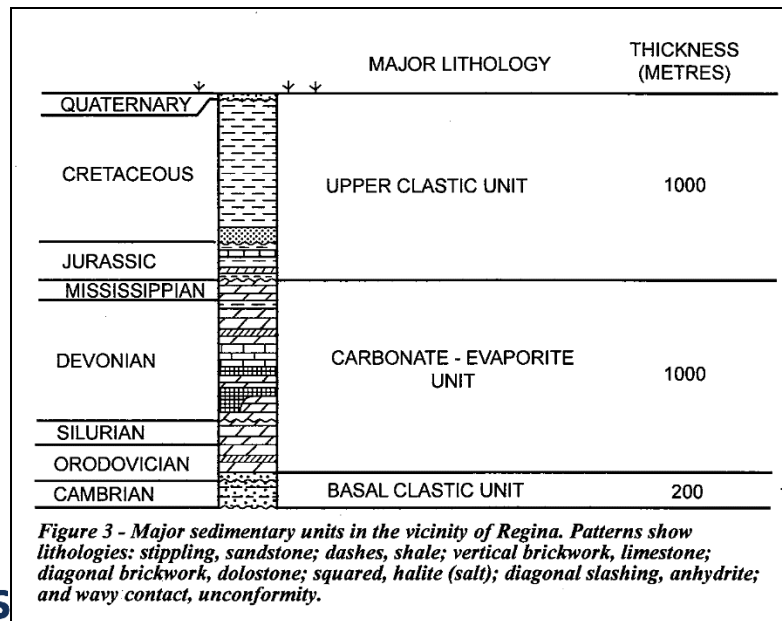 MAJOR LITHOLOGY
THICKNESS
(METRES)
QUATERNARY
CRETACEOUS
UPPER CLASTIC UNIT
1000
JURASSIC
MISSISSIPPIAN
DEVONIAN
CARBONATE - EVAPORITE
UNIT
1000
SILURIAN
ORODOVICIAN
CAMBRIAN
BASAL CLASTIC UNIT
200
Figure 3 - Major sedimentary units in the vicinity of Regina. Patterns show
lithologies: stippling, sandstone; dashes, shale; vertical brickwork, limestone;
diagonal brickwork, dolostone; squared, halite (salt); diagonal slashing, anhydrite;
and wavy contact, unconformity.
s